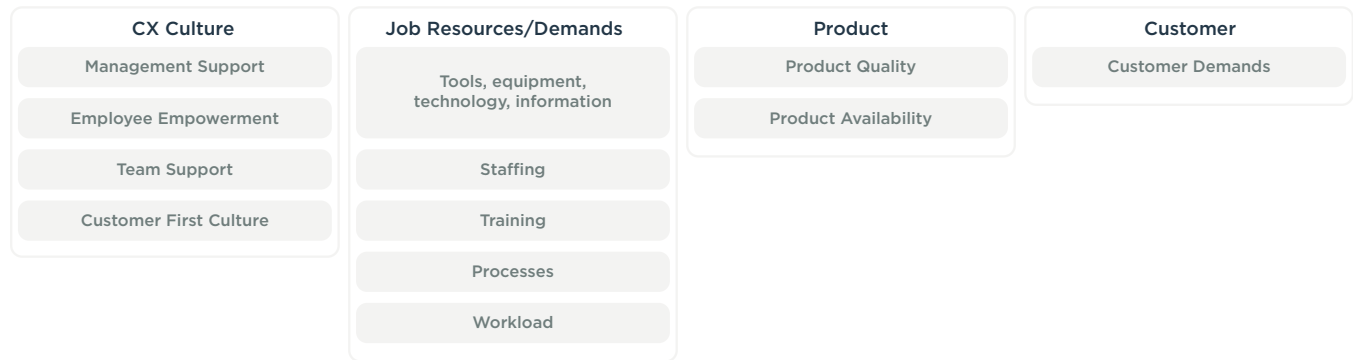 CX Culture
Management Support
Employee Empowerment
Team Support
Customer First Culture
Job Resources/Demands
Tools, equipment,
technology, information
Staffing
Training
Processes
Workload
Product
Product Quality
Product Availability
Customer
Customer Demands